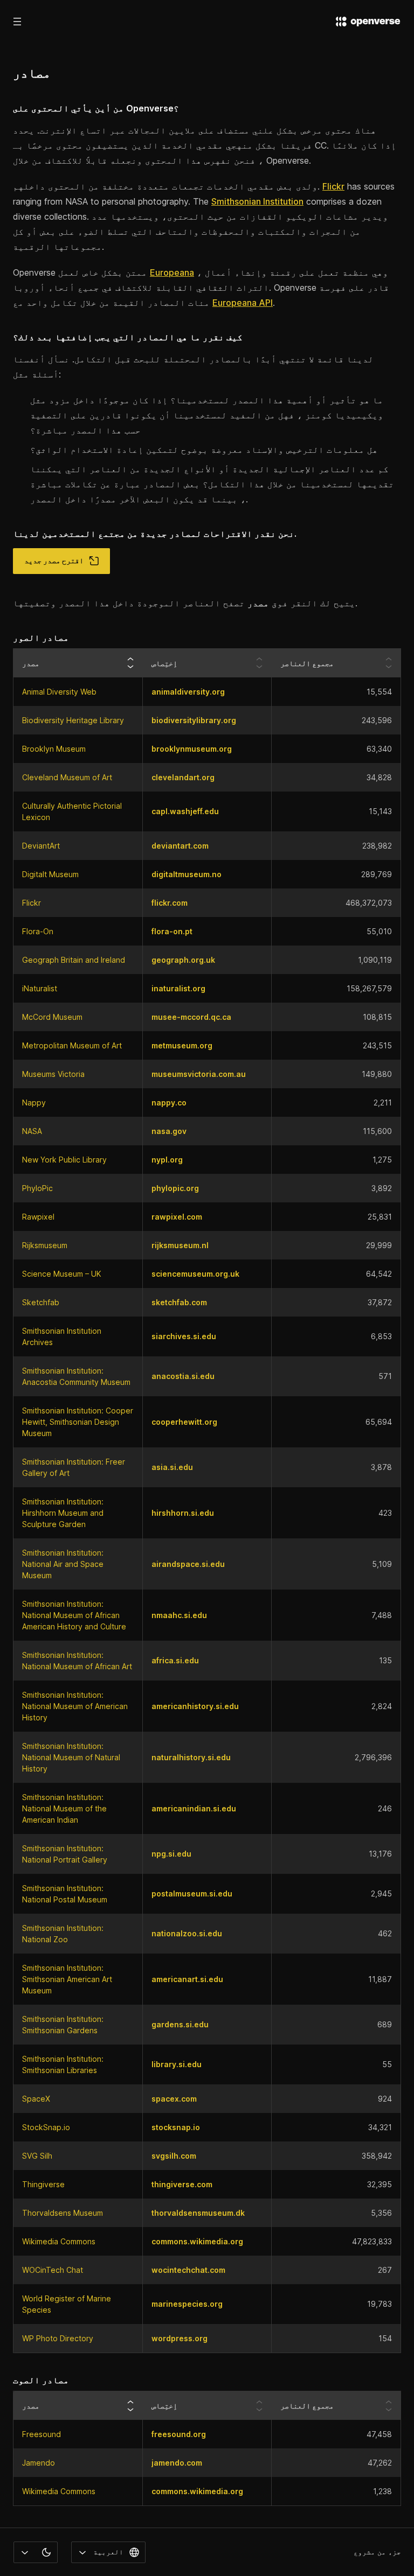 openverse
مصادر
من أين يأتي المحتوى على Openverse؟
هناك محتوى مرخص بشكل علني مستضاف على ملايين المجالات عبر اتساع الإنترنت. يحدد
فريقنا بشكل منهجي مقدمي الخدمة الذين يستضيفون محتوى مرخصًا بـ CC. إذا كان ملائمًا
، فنحن نفهرس هذا المحتوى ونجعله قابلاً للاكتشاف من خلال Openverse.
ولدى بعض مقدمي الخدمات تجمعات متعددة مختلفة من المحتوى داخلهم. Flickr has sources
ranging from NASA to personal photography. The Smithsonian Institution comprises a dozen
diverse collections. ويدير مشاعات الويكيو القفازات من حيث المحتوى، ويستخدمها عدد
من المجرات والمكتبات والمحفوظات والمتاحف التي تسلط الضوء على بعض أو كل
مجموعاتها الرقمية.
Openverse ممتن بشكل خاص لعمل Europeana ، وهي منظمة تعمل على رقمنة وإنشاء أعمال
التراث الثقافي القابلة للاكتشاف في جميع أنحاء أوروبا. Openverse قادر على فهرسة
مئات المصادر القيمة من خلال تكامل واحد مع Europeana API.
كيف نقرر ما هي المصادر التي يجب إضافتها بعد ذلك؟
لدينا قائمة لا تنتهي أبدًا بالمصادر المحتملة للبحث قبل التكامل. نسأل أنفسنا
أسئلة مثل:
ما هو تأثير أو أهمية هذا المصدر لمستخدمينا؟ إذا كان موجودًا داخل مزود مثل
ويكيميديا كومنز ، فهل من المفيد لمستخدمينا أن يكونوا قادرين على التصفية
حسب هذا المصدر مباشرة؟
هل معلومات الترخيص والإسناد معروضة بوضوح لتمكين إعادة الاستخدام الواثق؟
كم عدد العناصر الإجمالية الجديدة أو الأنواع الجديدة من العناصر التي يمكننا
تقديمها لمستخدمينا من خلال هذا التكامل؟ بعض المصادر عبارة عن تكاملات مباشرة
، بينما قد يكون البعض الآخر مصدرًا داخل المصدر.
نحن نقدر الاقتراحات لمصادر جديدة من مجتمع المستخدمين لدينا.
اقترح مصدر جديد
يتيح لك النقر فوق مصدر تصفح العناصر الموجودة داخل هذا المصدر وتصفيتها.
مصادر الصور
مصدر إختِصاص مجموع العناصر
Animal Diversity Web animaldiversity.org 15,554
Biodiversity Heritage Library biodiversitylibrary.org 243,596
Brooklyn Museum brooklynmuseum.org 63,340
Cleveland Museum of Art clevelandart.org 34,828
Culturally Authentic Pictorial
Lexicon capl.washjeff.edu 15,143
DeviantArt deviantart.com 238,982
Digitalt Museum digitaltmuseum.no 289,769
Flickr flickr.com 468,372,073
Flora-On flora-on.pt 55,010
Geograph Britain and Ireland geograph.org.uk 1,090,119
iNaturalist inaturalist.org 158,267,579
McCord Museum musee-mccord.qc.ca 108,815
Metropolitan Museum of Art metmuseum.org 243,515
Museums Victoria museumsvictoria.com.au 149,880
Nappy nappy.co 2,211
NASA nasa.gov 115,600
New York Public Library nypl.org 1,275
PhyloPic phylopic.org 3,892
Rawpixel rawpixel.com 25,831
Rijksmuseum rijksmuseum.nl 29,999
Science Museum – UK sciencemuseum.org.uk 64,542
Sketchfab sketchfab.com 37,872
Smithsonian Institution
Archives siarchives.si.edu 6,853
Smithsonian Institution:
Anacostia Community Museum anacostia.si.edu 571
Smithsonian Institution: Cooper
Hewitt, Smithsonian Design
Museum cooperhewitt.org 65,694
Smithsonian Institution: Freer
Gallery of Art asia.si.edu 3,878
Smithsonian Institution:
Hirshhorn Museum and
Sculpture Garden hirshhorn.si.edu 423
Smithsonian Institution:
National Air and Space
Museum airandspace.si.edu 5,109
Smithsonian Institution:
National Museum of African
American History and Culture nmaahc.si.edu 7,488
Smithsonian Institution:
National Museum of African Art africa.si.edu 135
Smithsonian Institution:
National Museum of American
History americanhistory.si.edu 2,824
Smithsonian Institution:
National Museum of Natural
History naturalhistory.si.edu 2,796,396
Smithsonian Institution:
National Museum of the
American Indian americanindian.si.edu 246
Smithsonian Institution:
National Portrait Gallery npg.si.edu 13,176
Smithsonian Institution:
National Postal Museum postalmuseum.si.edu 2,945
Smithsonian Institution:
National Zoo nationalzoo.si.edu 462
Smithsonian Institution:
Smithsonian American Art
Museum americanart.si.edu 11,887
Smithsonian Institution:
Smithsonian Gardens gardens.si.edu 689
Smithsonian Institution:
Smithsonian Libraries library.si.edu 55
SpaceX spacex.com 924
StockSnap.io stocksnap.io 34,321
SVG Silh svgsilh.com 358,942
Thingiverse thingiverse.com 32,395
Thorvaldsens Museum thorvaldsensmuseum.dk 5,356
Wikimedia Commons commons.wikimedia.org 47,823,833
WOCinTech Chat wocintechchat.com 267
World Register of Marine
Species marinespecies.org 19,783
WP Photo Directory wordpress.org 154
مصادر الصوت
مصدر إختِصاص مجموع العناصر
Freesound freesound.org 47,458
Jamendo jamendo.com 47,262
Wikimedia Commons commons.wikimedia.org 1,238
العربية
جزء من مشروع